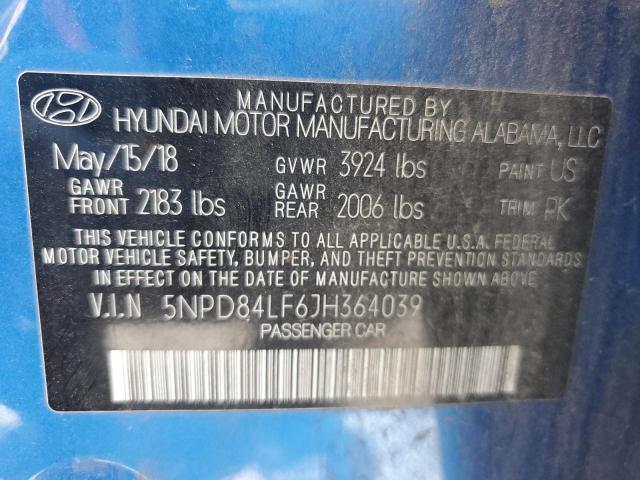 MANUFACTURED BY
HYUNDAI MOTOR MANUFACTURING ALABAMA, LLC
May/15/18 GVWR 3924 lbs PAINT US
GAWR FRONT 2183 lbs GAWR REAR 2006 lbs TRIM PK
THIS VEHICLE CONFORMS TO ALL APPLICABLE U.S.A. FEDERAL
MOTOR VEHICLE SAFETY, BUMPER, AND THEFT PREVENTION STANDARDS
IN EFFECT ON THE DATE OF MANUFACTURE SHOWN ABOVE.
V.I.N 5NPD84LF6JH364039
PASSENGER CAR